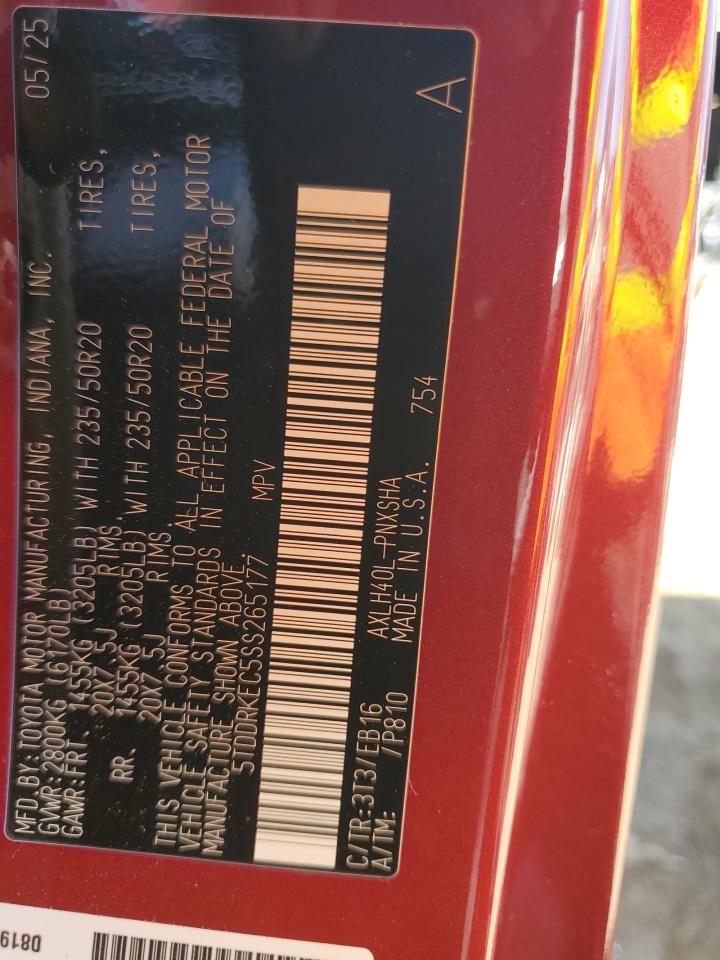 MFD.BY:TOYOTA MOTOR MANUFACTURING, INDIANA, INC. 05/25
GVWR:2800KG (6170LB)
GAWR:FRT. 1455KG (3205LB) WITH 235/50R20 TIRES,
20X7.5J RIMS.
RR. 1455KG (3205LB) WITH 235/50R20 TIRES,
20X7.5J RIMS
THIS VEHICLE CONFORMS TO ALL APPLICABLE FEDERAL MOTOR
VEHICLE SAFETY STANDARDS IN EFFECT ON THE DATE OF
MANUFACTURE SHOWN ABOVE.
5TDDRKEC5SS265177 MPV
C/TR:3T3/EB16 AXLH40L-PNXSHA
A/TM: /P810 MADE IN U.S.A. 754
A
D819